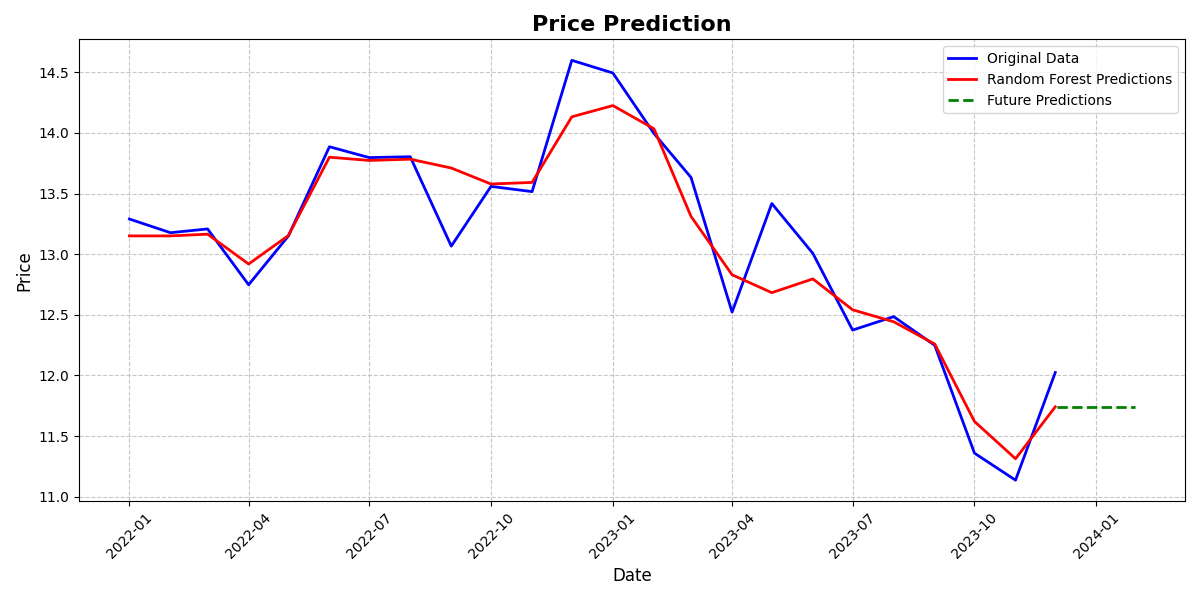 Price Prediction
Original Data
Random Forest Predictions
Future Predictions
Price
14.5
14.0
13.5
13.0
12.5
12.0
11.5
11.0
2022-01
2022-04
2022-07
2022-10
2023-01
2023-04
2023-07
2023-10
2024-01
Date